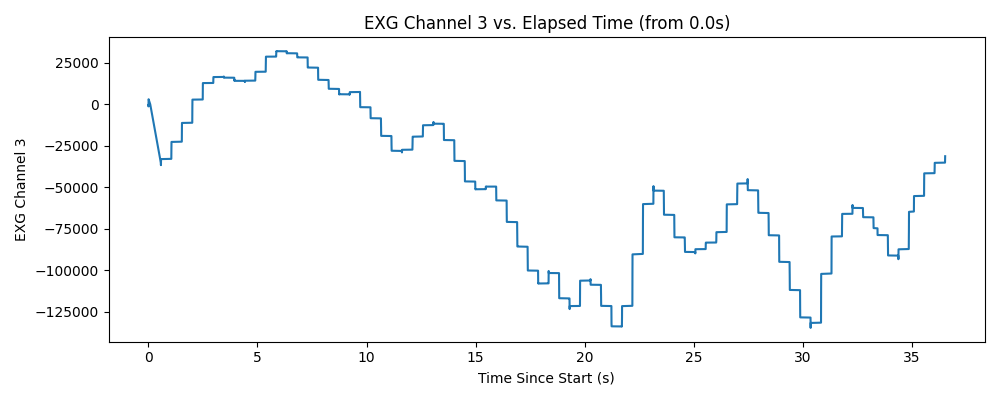 EXG Channel 3 vs. Elapsed Time (from 0.0s)
EXG Channel 3
25000
0
−25000
−50000
−75000
−100000
−125000
0 5 10 15 20 25 30 35
Time Since Start (s)